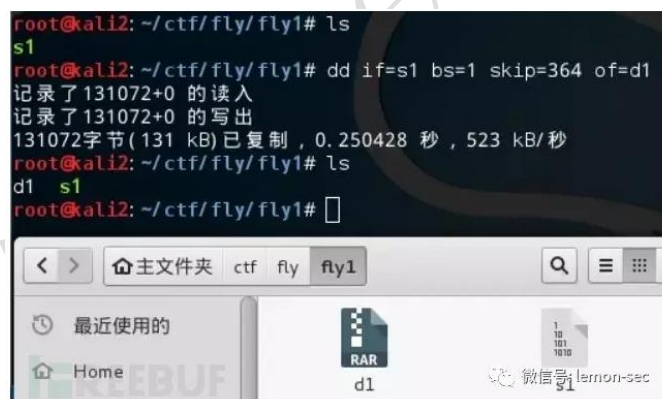 root@kali2:~/ctf/fly/fly1# ls
s1
root@kali2:~/ctf/fly/fly1# dd if=s1 bs=1 skip=364 of=d1
记录了131072+0 的读入
记录了131072+0 的写出
131072字节(131 kB)已复制，0.250428 秒，523 kB/秒
root@kali2:~/ctf/fly/fly1# ls
d1 s1
root@kali2:~/ctf/fly/fly1#
主文件夹 ctf fly fly1
最近使用的
Home
RAR
d1
1
10
101
1010
s1
REEBUF
微信号: lemon-sec